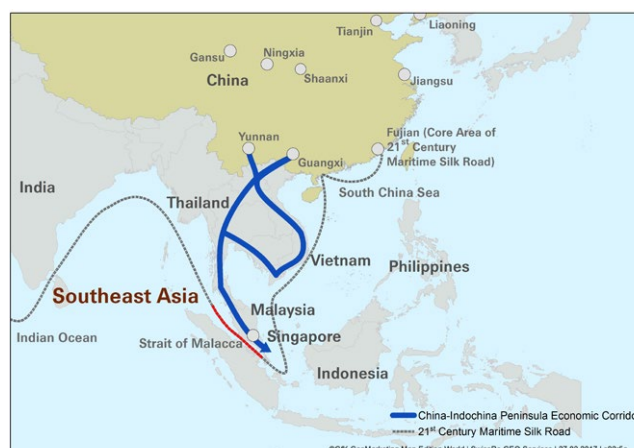 Tianjin
Liaoning
Gansu
Ningxia
China
Shaanxi
Jiangsu
Yunnan
Guangxi
Fujian (Core Area of
21st Century
Maritime Silk Road)
India
Thailand
South China Sea
Vietnam
Philippines
Southeast Asia
Malaysia
Indian Ocean
Strait of Malacca
Singapore
Indonesia
China-Indochina Peninsula Economic Corrido
21st Century Maritime Silk Road